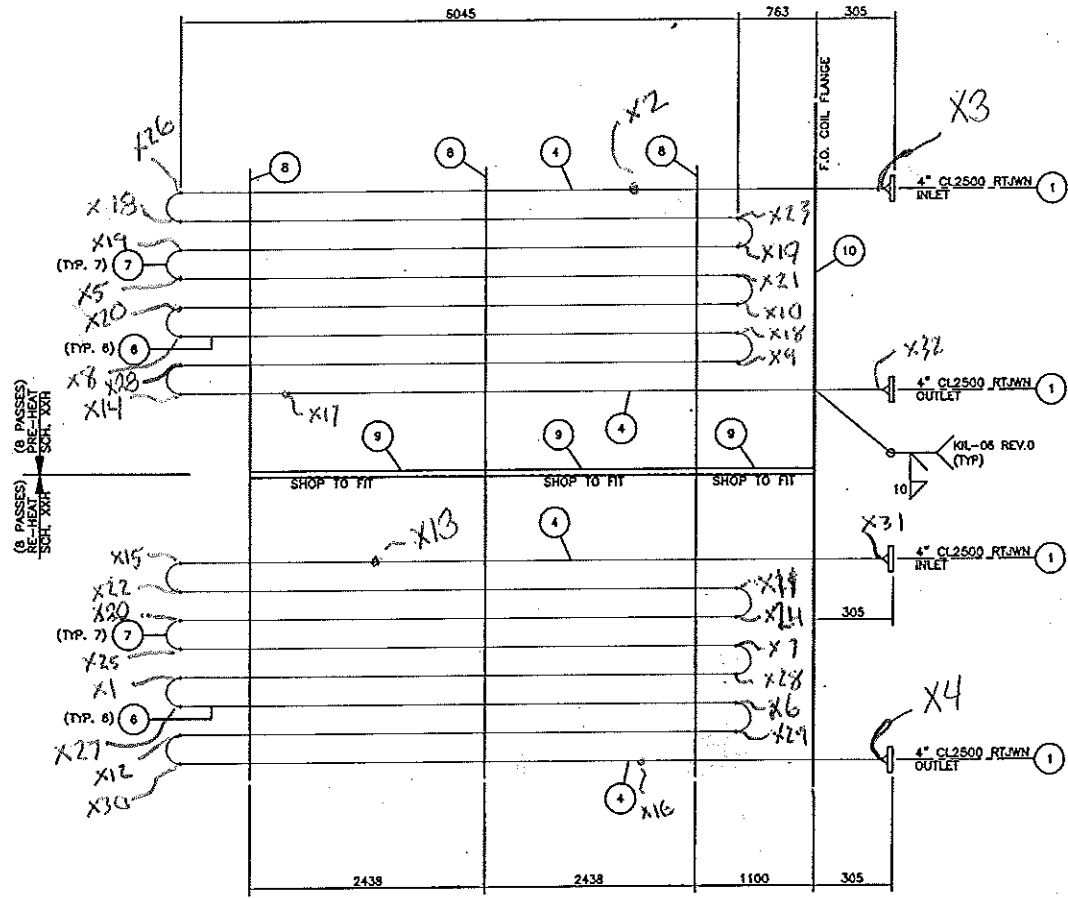 6045 763 305
F.O. COIL FLANGE
X26
X2
X3
8
8
4
8
4" CL2500 RTJWN
INLET
1
X18
X23
X19
X19
(TYP. 7) 7
10
X5
X21
X20
X10
(TYP. 6) 6
X18
X8 X28
X9
X32
X14
4" CL2500 RTJWN
OUTLET
1
X17
4
(8 PASSES)
PRE-HEAT
SCH. XXH
9
9
9
KIL-06 REV.0
(TYP)
10
SHOP TO FIT
SHOP TO FIT
SHOP TO FIT
(8 PASSES)
RE-HEAT
SCH. XXH
X13
4
X31
X15
4" CL2500 RTJWN
INLET
1
X22
X11
X20
X24
305
(TYP. 7) 7
X25
X7
X1
X28
(TYP. 6) 6
X6
X4
X27
X29
X12
4" CL2500 RTJWN
OUTLET
1
X30
4
X16
2438 2438 1100 305